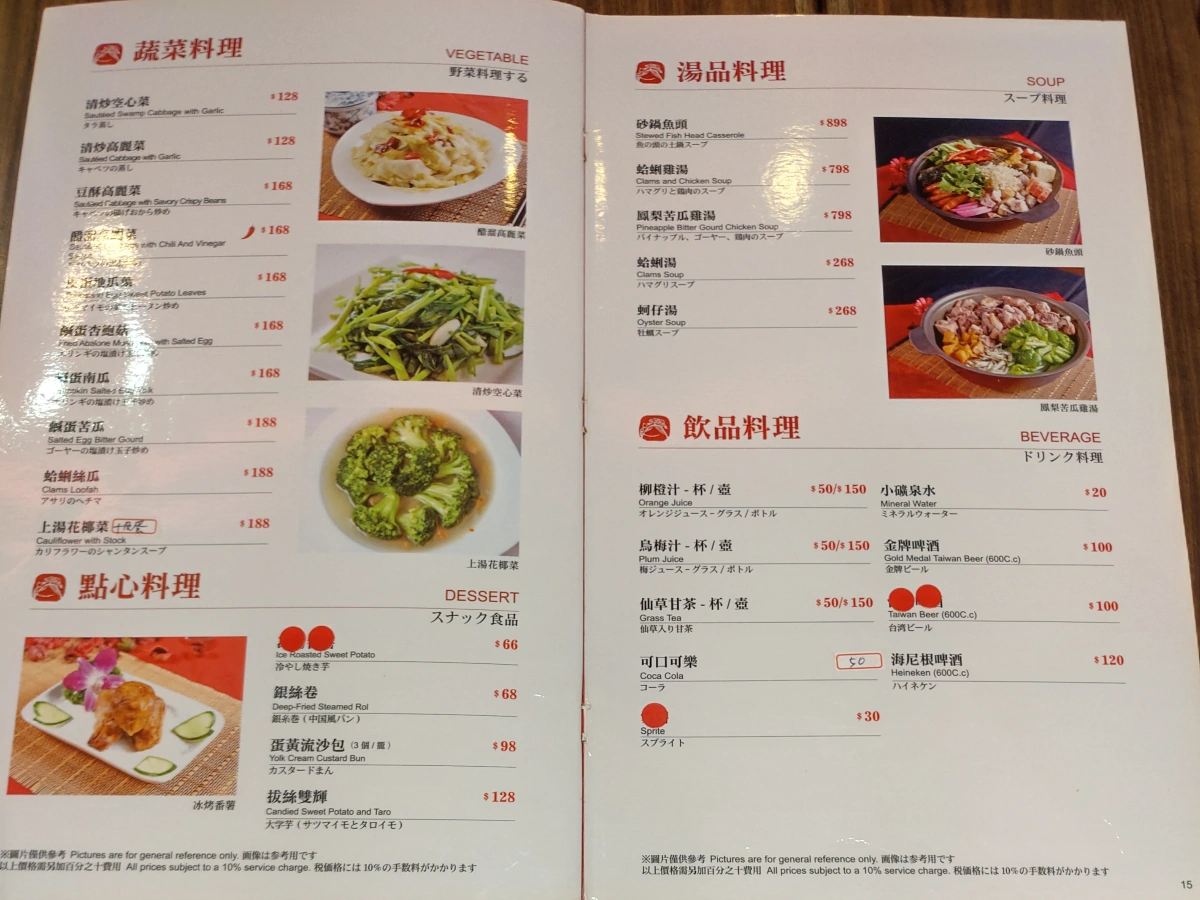 蔬菜料理
VEGETABLE
野菜料理する
清炒空心菜 $128
Sautéed Swamp Cabbage with Garlic
タウ蒸し
清炒高麗菜 $128
Sautéed Cabbage with Garlic
キャベツの蒸し
豆酥高麗菜 $168
Sautéed Cabbage with Savory Crispy Beans
キャベツの揚げおから炒め
$168
with Chili And Vinegar
$168
Sweet Potato Leaves
鹹蛋杏鮑菇 $168
Fried Abalone with Salted Egg
エリンギの塩漬け玉子炒め
蛋南瓜 $168
エリンギの塩漬け玉子炒め
鹹蛋苦瓜 $188
Salted Egg Bitter Gourd
ゴーヤーの塩漬け玉子炒め
蛤蜊絲瓜 $188
Clams Loofah
アサリのヘチマ
上湯花椰菜 $188
Cauliflower with Stock
カリフラワーのシャンタンスープ
醋溜高麗菜
清炒空心菜
上湯花椰菜
點心料理
DESSERT
スナック食品
$66
Ice Roasted Sweet Potato
冷やし焼き芋
銀絲卷 $68
Deep-Fried Steamed Rol
銀糸巻 ( 中国風パン )
蛋黃流沙包 (3 個 / 籠 ) $98
Yolk Cream Custard Bun
カスタードまん
拔絲雙輝 $128
Candied Sweet Potato and Taro
大学芋 ( サツマイモとタロイモ )
冰烤番薯
※圖片僅供參考 Pictures are for general reference only. 画像は参考用です
以上價格需另加百分之十費用 All prices subject to a 10% service charge. 税価格には 10% の手数料がかかります
湯品料理
SOUP
スープ料理
砂鍋魚頭 $898
Stewed Fish Head Casserole
魚の頭の土鍋スープ
蛤蜊雞湯 $798
Clams and Chicken Soup
ハマグリと鶏肉のスープ
鳳梨苦瓜雞湯 $798
Pineapple Bitter Gourd Chicken Soup
パイナップル、ゴーヤー、鶏肉のスープ
蛤蜊湯 $268
Clams Soup
ハマグリスープ
蚵仔湯 $268
Oyster Soup
牡蠣スープ
砂鍋魚頭
鳳梨苦瓜雞湯
飲品料理
BEVERAGE
ドリンク料理
柳橙汁 - 杯 / 壺 $50/$150
Orange Juice
オレンジジュース – グラス / ボトル
烏梅汁 - 杯 / 壺 $50/$150
Plum Juice
梅ジュース – グラス / ボトル
仙草甘茶 - 杯 / 壺 $50/$150
Grass Tea
仙草入り甘茶
可口可樂 50
Coca Cola
コーラ
$30
Sprite
スプライト
小礦泉水 $20
Mineral Water
ミネラルウォーター
金牌啤酒 $100
Gold Medal Taiwan Beer (600C.c)
金牌ビール
$100
Taiwan Beer (600C.c)
台湾ビール
海尼根啤酒 $120
Heineken (600C.c)
ハイネケン
※圖片僅供參考 Pictures are for general reference only. 画像は参考用です
以上價格需另加百分之十費用 All prices subject to a 10% service charge. 税価格には 10% の手数料がかかります
15